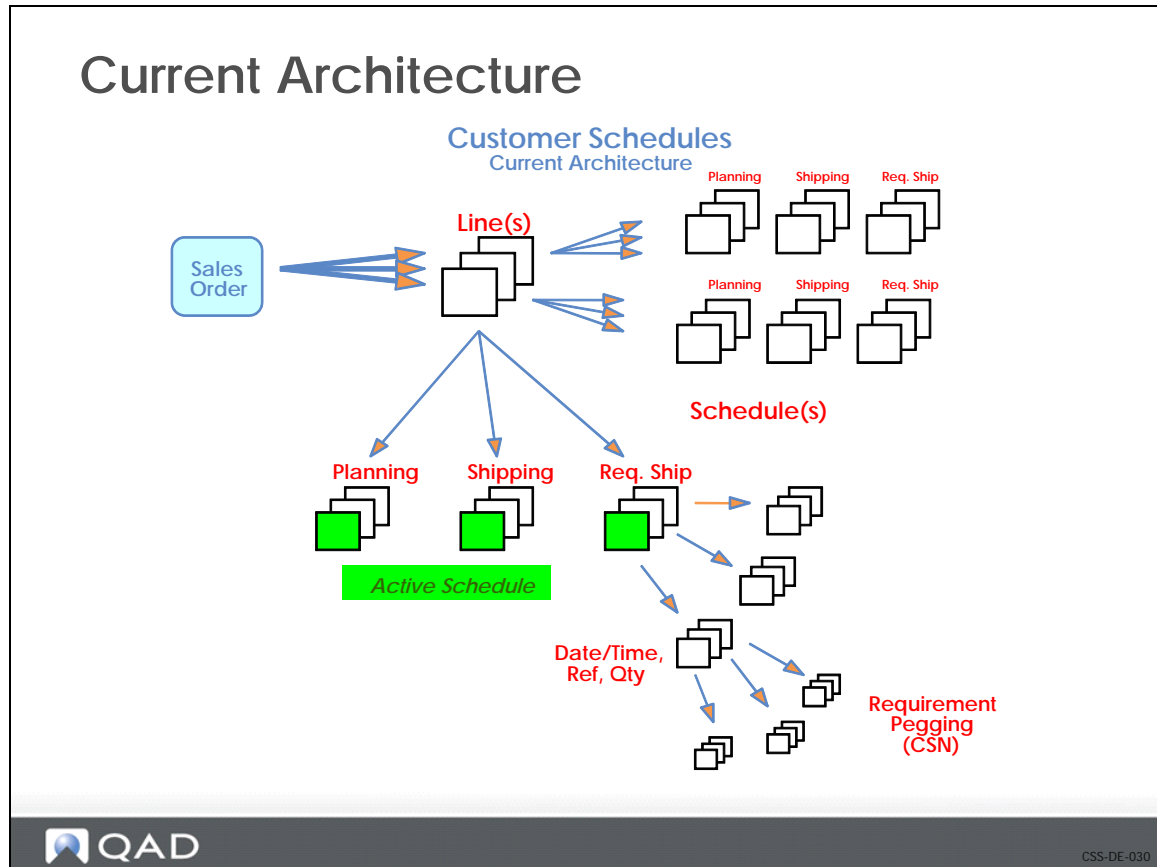 Current Architecture
Customer Schedules
Current Architecture
Planning
Shipping
Req. Ship
Line(s)
Sales
Order
Planning
Shipping
Req. Ship
Schedule(s)
Planning
Shipping
Req. Ship
Active Schedule
Date/Time,
Ref, Qty
Requirement
Pegging
(CSN)
QAD
CSS-DE-030